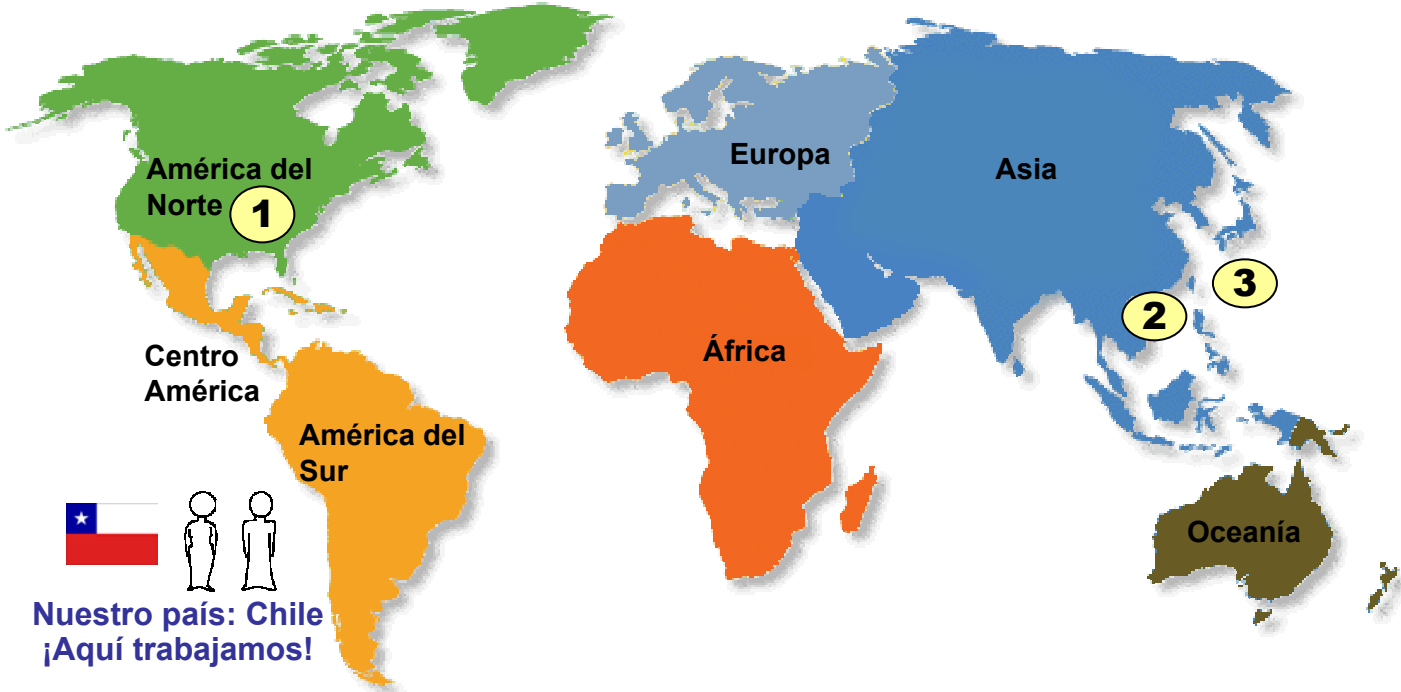 América del
Norte
1
Europa
Asia
3
2
África
Centro
América
América del
Sur
Oceanía
Nuestro país: Chile
¡Aquí trabajamos!